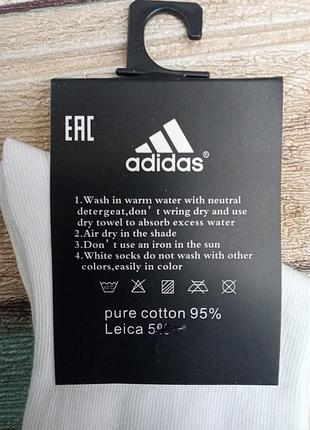 EAC
adidas®
1.Wash in warm water with neutral
detergeat,don't wring dry and use
dry towel to absorb excess water
2.Air dry in the shade
3.Don't use an iron in the sun
4.White socks do not wash with other
colors,easily in color
pure cotton 95%
Leica 5%